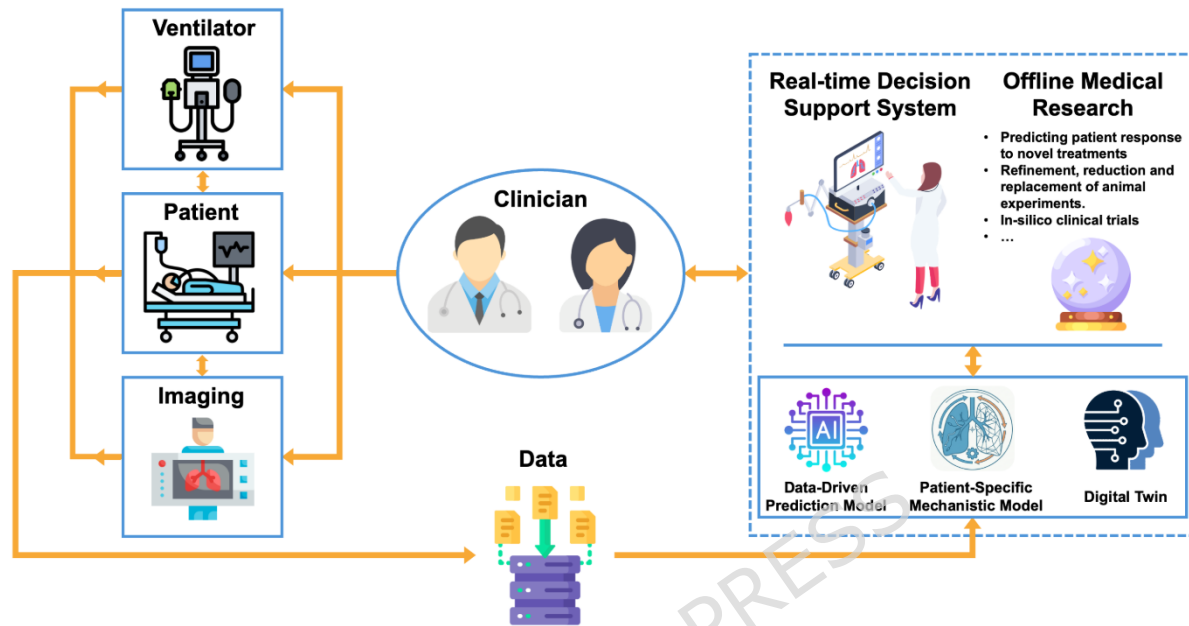 Ventilator
Patient
Imaging
Clinician
Data
Real-time Decision
Support System
Offline Medical
Research
• Predicting patient response
to novel treatments
• Refinement, reduction and
replacement of animal
experiments.
• In-silico clinical trials
• ...
AI
Data-Driven
Prediction Model
Patient-Specific
Mechanistic Model
Digital Twin
PRESS